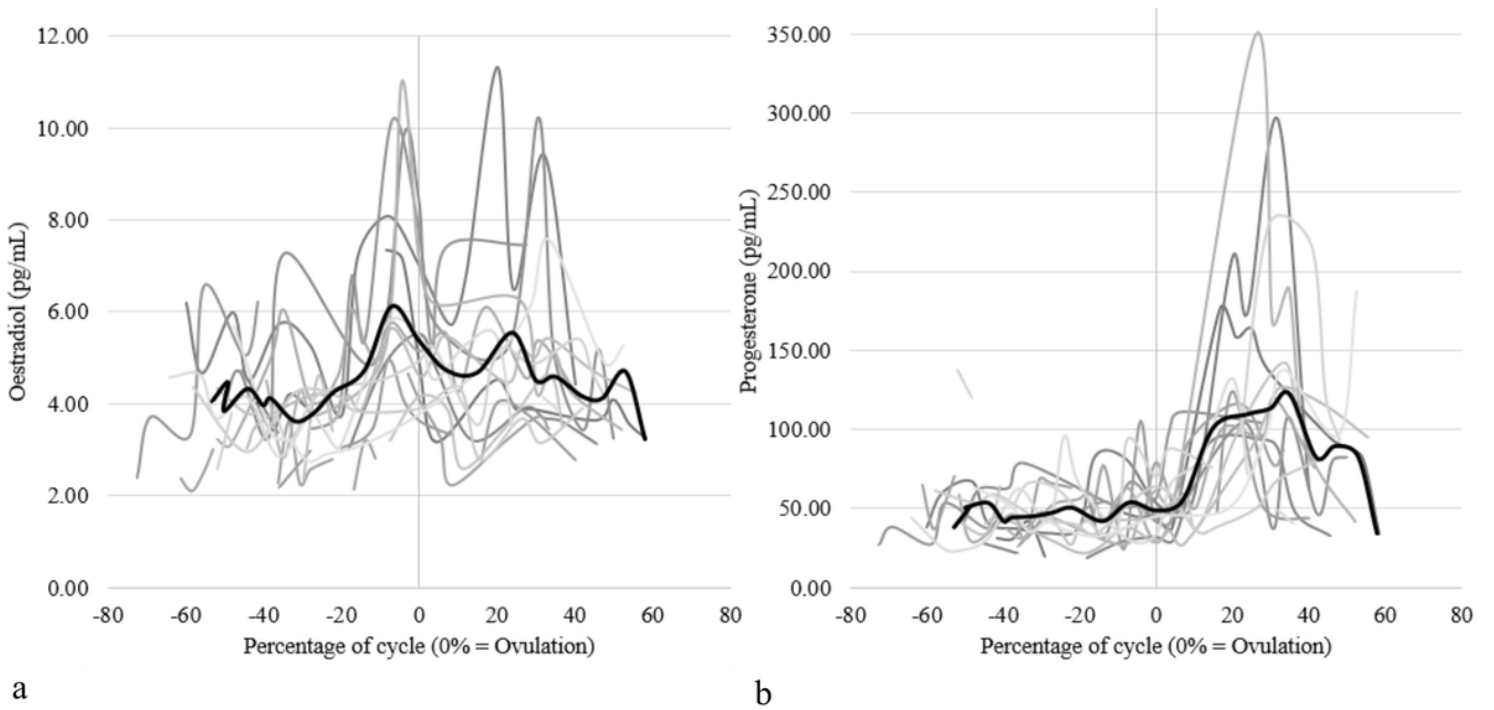 12.00
10.00
8.00
6.00
4.00
2.00
0.00
-80 -60 -40 -20 0 20 40 60 80
Oestradiol (pg/mL)
Percentage of cycle (0% = Ovulation)
a
350.00
300.00
250.00
200.00
150.00
100.00
50.00
0.00
-80 -60 -40 -20 0 20 40 60 80
Progesterone (pg/mL)
Percentage of cycle (0% = Ovulation)
b